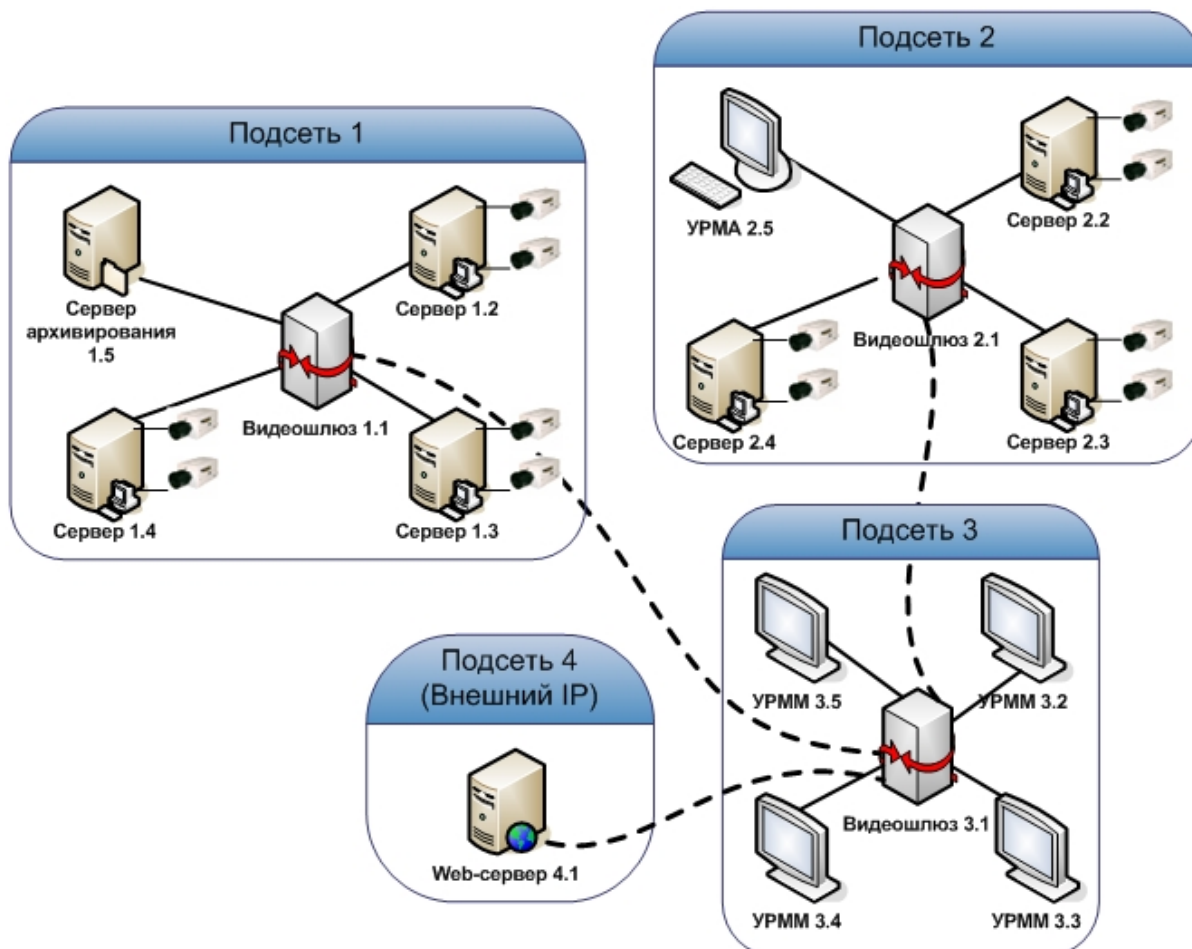 Подсеть 1
Сервер
архивирования
1.5
Сервер 1.2
Видеошлюз 1.1
Сервер 1.4
Сервер 1.3
Подсеть 2
УРМА 2.5
Сервер 2.2
Видеошлюз 2.1
Сервер 2.4
Сервер 2.3
Подсеть 3
УРММ 3.5
УРММ 3.2
Видеошлюз 3.1
УРММ 3.4
УРММ 3.3
Подсеть 4
(Внешний IP)
Web-сервер 4.1